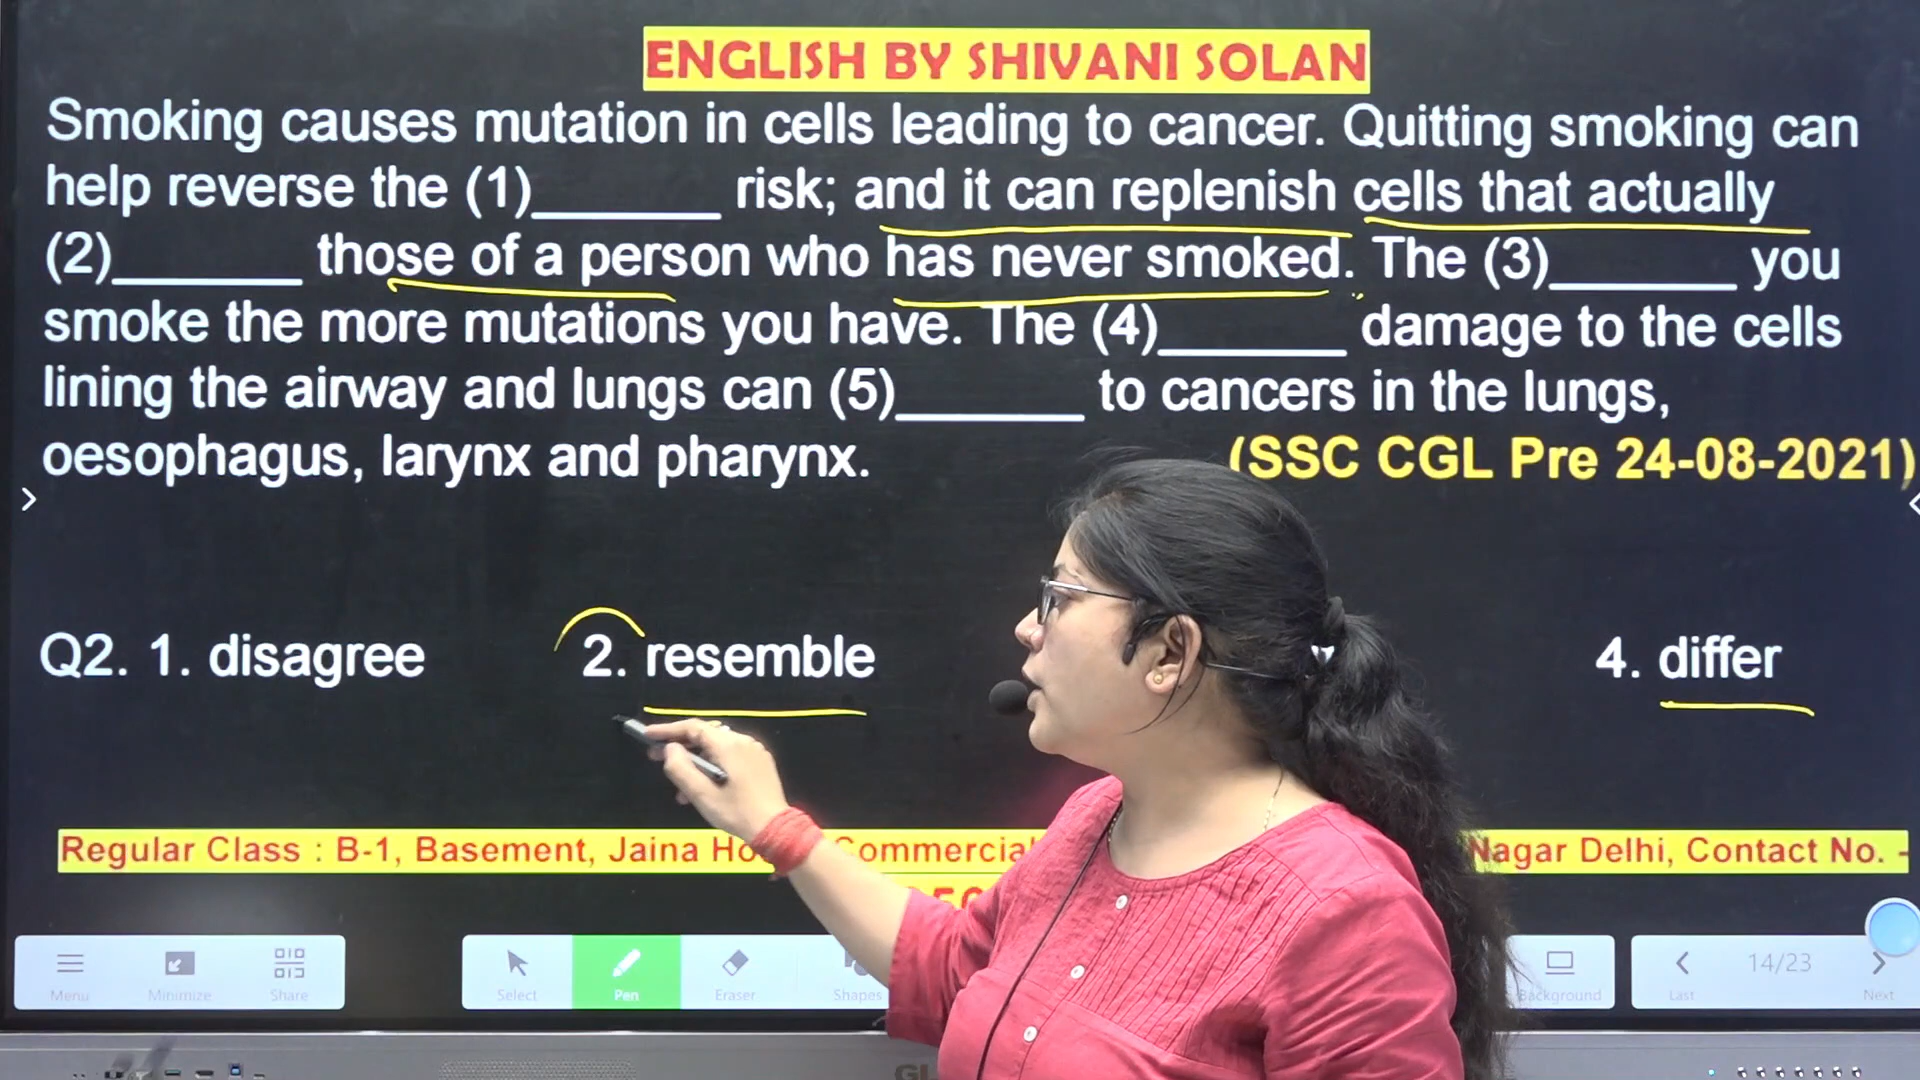 ENGLISH BY SHIVANI SOLAN
Smoking causes mutation in cells leading to cancer. Quitting smoking can
help reverse the (1)_______ risk; and it can replenish cells that actually
(2)_______ those of a person who has never smoked. The (3)_______ you
smoke the more mutations you have. The (4)_______ damage to the cells
lining the airway and lungs can (5)_______ to cancers in the lungs,
oesophagus, larynx and pharynx. (SSC CGL Pre 24-08-2021)
Q2. 1. disagree 2. resemble 4. differ
Regular Class : B-1, Basement, Jaina Commercial Nagar Delhi, Contact No. -
Menu Minimize Share Select Pen Eraser Shapes Background Last 14/23 Next